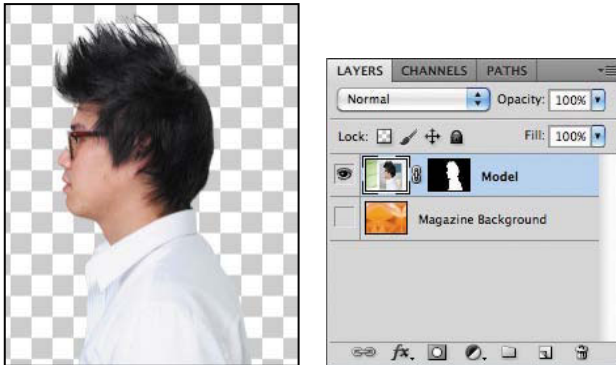 LAYERS CHANNELS PATHS
Normal Opacity: 100%
Lock: Fill: 100%
Model
Magazine Background
fx.